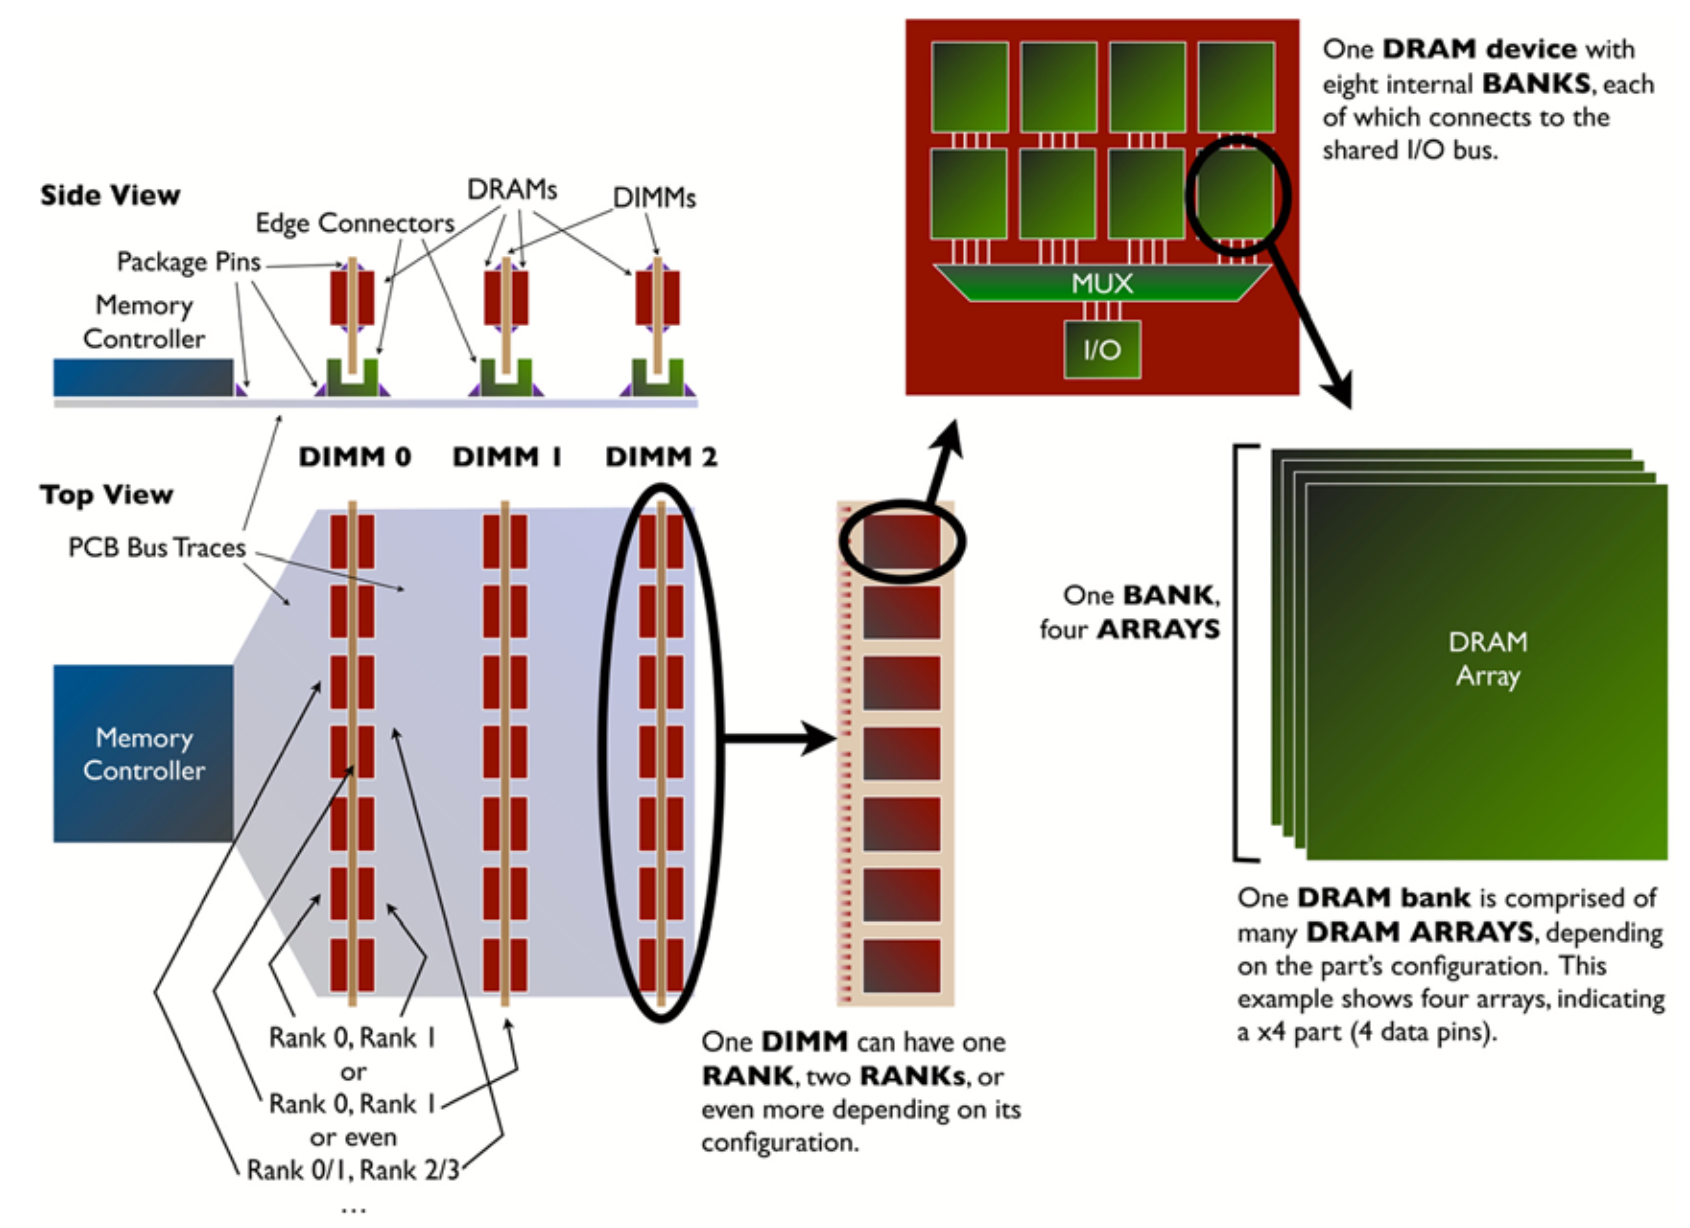 One DRAM device with
eight internal BANKS, each
of which connects to the
shared I/O bus.
MUX
I/O
Side View
DRAMs
DIMMs
Edge Connectors
Package Pins
Memory
Controller
DIMM 0
DIMM 1
DIMM 2
Top View
PCB Bus Traces
Memory
Controller
Rank 0, Rank 1
or
Rank 0, Rank 1
or even
Rank 0/1, Rank 2/3
...
One DIMM can have one
RANK, two RANKs, or
even more depending on its
configuration.
One BANK,
four ARRAYS
DRAM
Array
One DRAM bank is comprised of
many DRAM ARRAYS, depending
on the part's configuration. This
example shows four arrays, indicating
a x4 part (4 data pins).